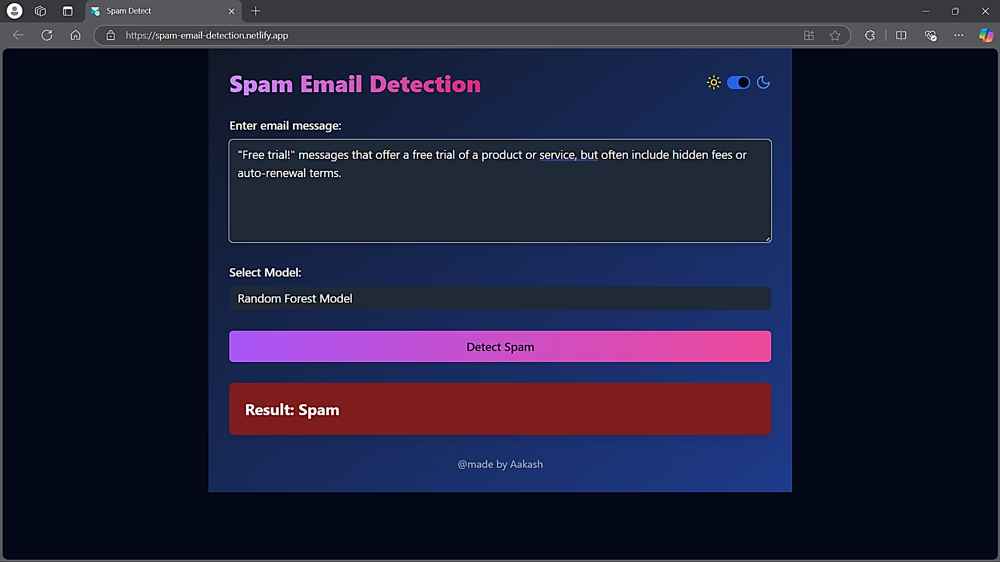 Spam Detect
https://spam-email-detection.netlify.app
Spam Email Detection
Enter email message:
"Free trial!" messages that offer a free trial of a product or service, but often include hidden fees or
auto-renewal terms.
Select Model:
Random Forest Model
Detect Spam
Result: Spam
@made by Aakash